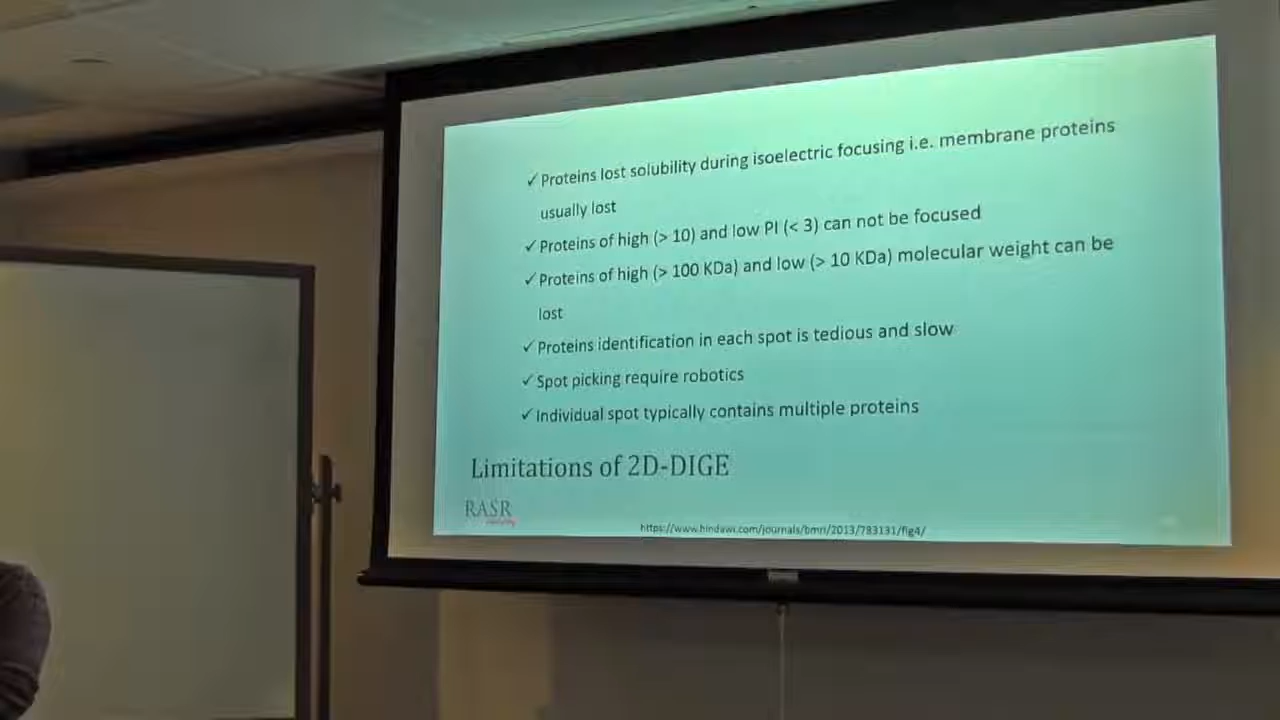 ✓ Proteins lost solubility during isoelectric focusing i.e. membrane proteins
usually lost
✓ Proteins of high (> 10) and low PI (< 3) can not be focused
✓ Proteins of high (> 100 KDa) and low (> 10 KDa) molecular weight can be
lost
✓ Proteins identification in each spot is tedious and slow
✓ Spot picking require robotics
✓ Individual spot typically contains multiple proteins
Limitations of 2D-DIGE
RASR
https://www.hindawi.com/journals/bmri/2013/783131/fig4/